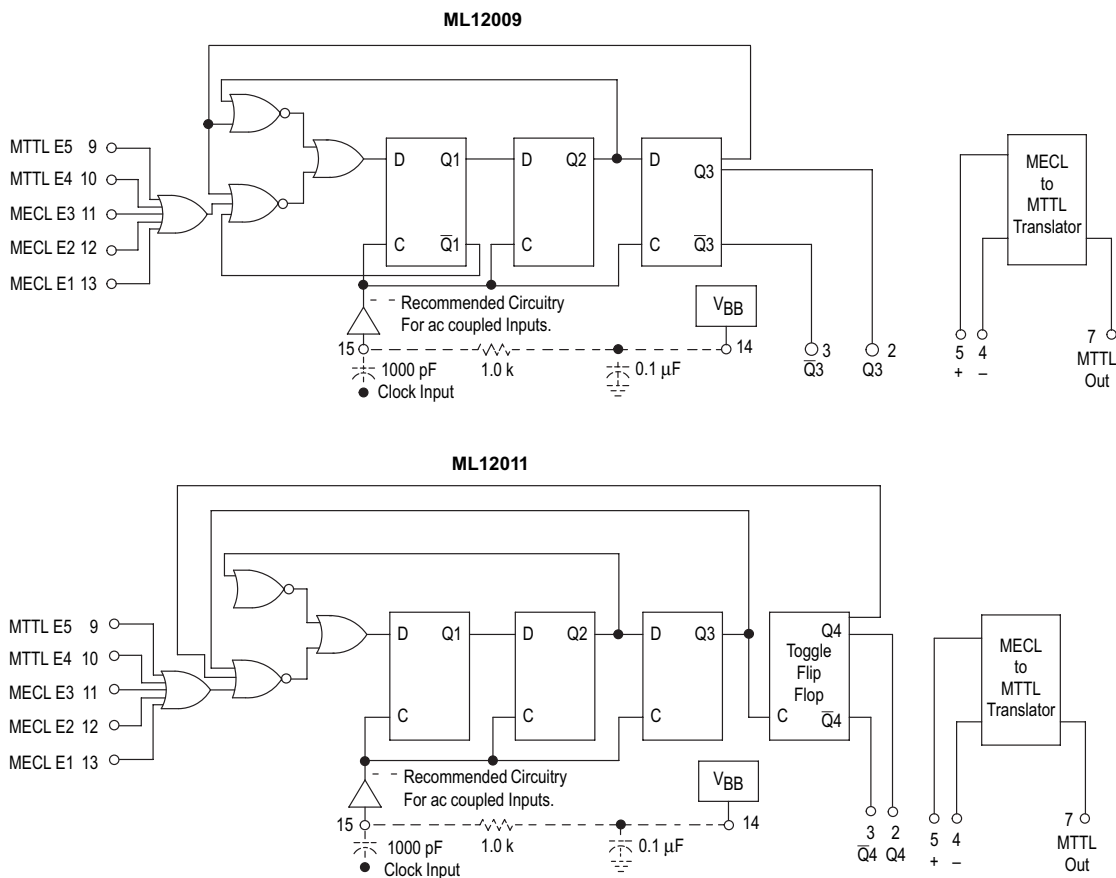 ML12009
MTTL E5 9
MTTL E4 10
MECL E3 11
MECL E2 12
MECL E1 13
D Q1
C Q̅1
D Q2
C
D Q3
C Q̅3
Recommended Circuitry
For ac coupled Inputs.
VBB
15
14
1000 pF
1.0 k
0.1 μF
Clock Input
3
Q̅3
2
Q3
MECL
to
MTTL
Translator
5
+
4
–
7
MTTL
Out
ML12011
MTTL E5 9
MTTL E4 10
MECL E3 11
MECL E2 12
MECL E1 13
D Q1
C
D Q2
C
D Q3
C
Q4
Toggle
Flip
Flop
C Q̅4
Recommended Circuitry
For ac coupled Inputs.
VBB
15
14
1000 pF
1.0 k
0.1 μF
Clock Input
3
Q̅4
2
Q4
MECL
to
MTTL
Translator
5
+
4
–
7
MTTL
Out